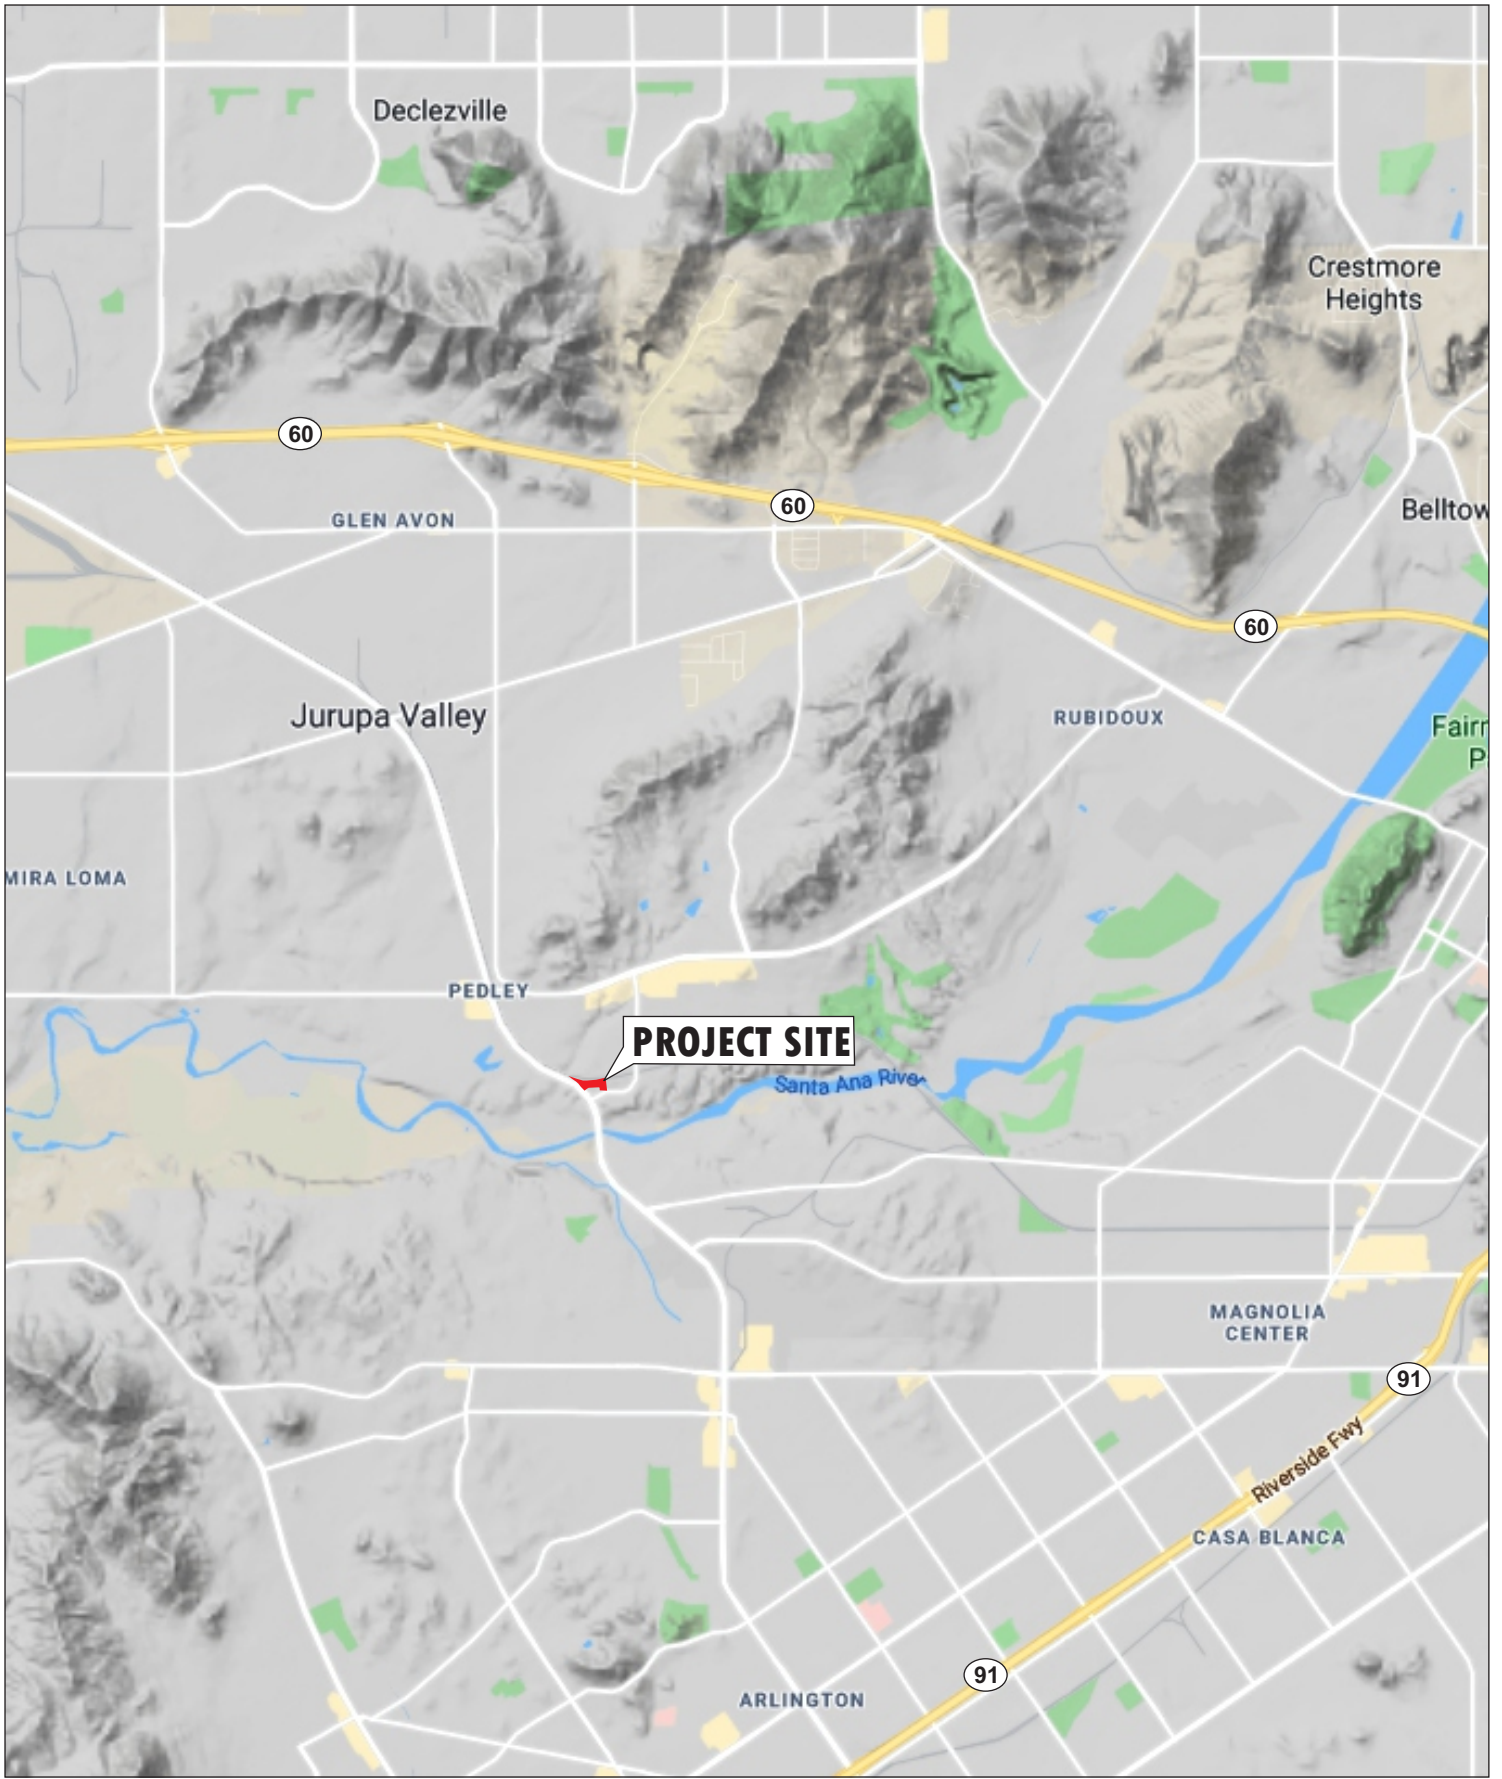 Declezville
Crestmore
Heights
60
60
GLEN AVON
Belltow
60
Jurupa Valley
RUBIDOUX
Fairr
P
MIRA LOMA
PEDLEY
PROJECT SITE
Santa Ana River
MAGNOLIA
CENTER
91
Riverside Fwy
CASA BLANCA
91
ARLINGTON